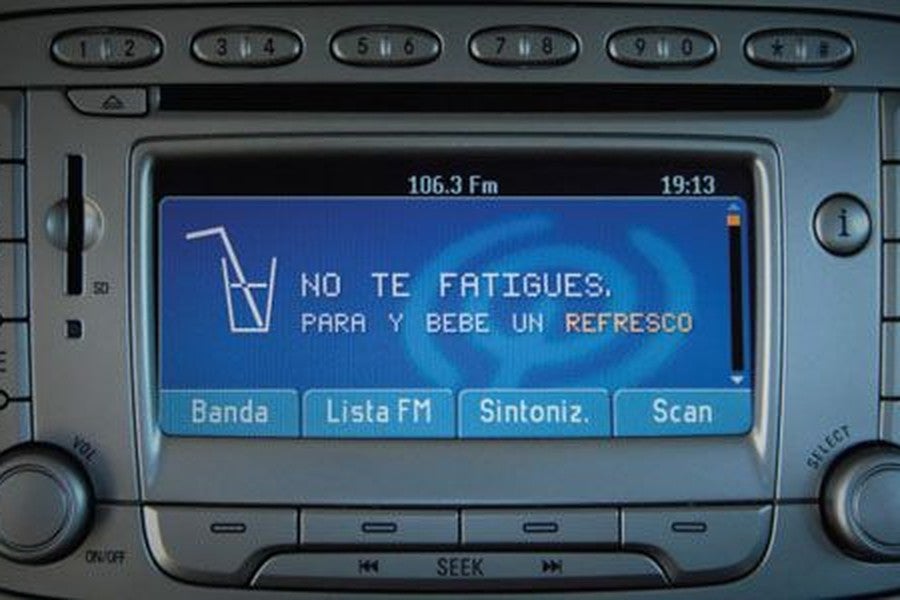 1 2 3 4 5 6 7 8 9 0 * #
106.3 Fm 19:13
i
SD
NO TE FATIGUES.
PARA Y BEBE UN REFRESCO
Banda Lista FM Sintoniz. Scan
VOL SELECT
ON/OFF
SEEK